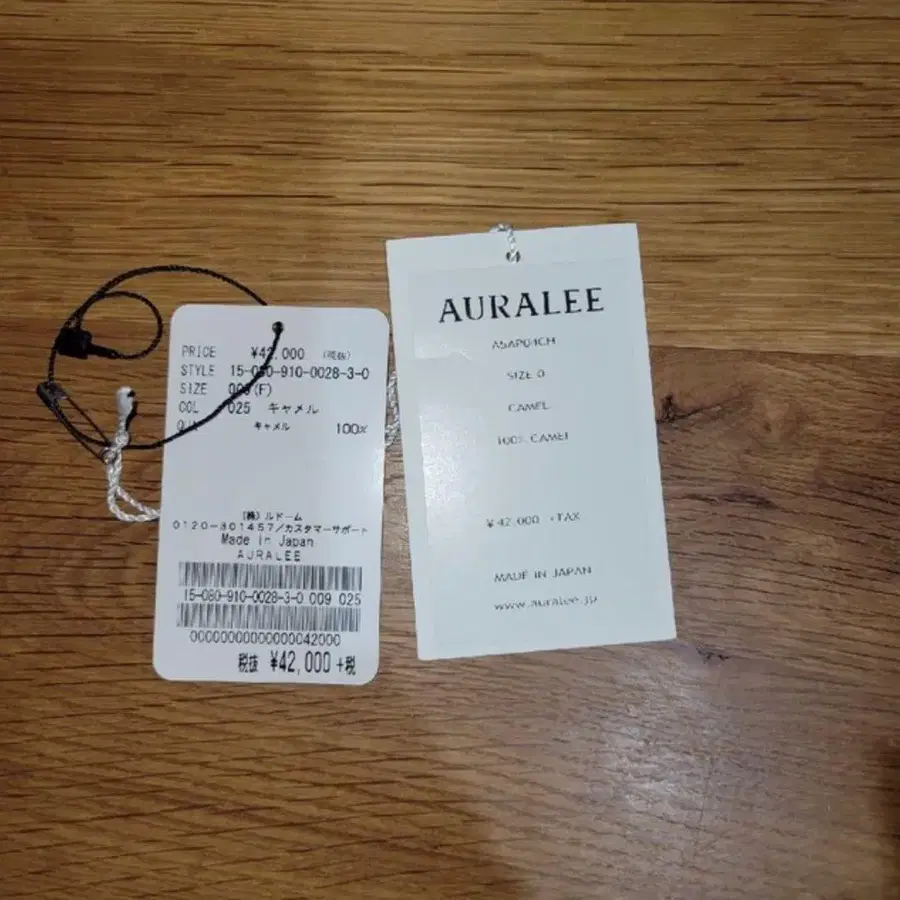 PRICE ¥42,000 (税抜)
STYLE 15-080-910-0028-3-0
SIZE 009(F)
COL 025 キャメル
キャメル 100%
(株)ルドーム
0120-801457/カスタマーサポート
Made in Japan
AURALEE
15-080-910-0028-3-0 009 025
0000000000000042000
税抜 ¥42,000+税
AURALEE
A5AP04CH
SIZE 0
CAMEL
100% CAMEL
¥42,000 +TAX
MADE IN JAPAN
www.auralee.jp